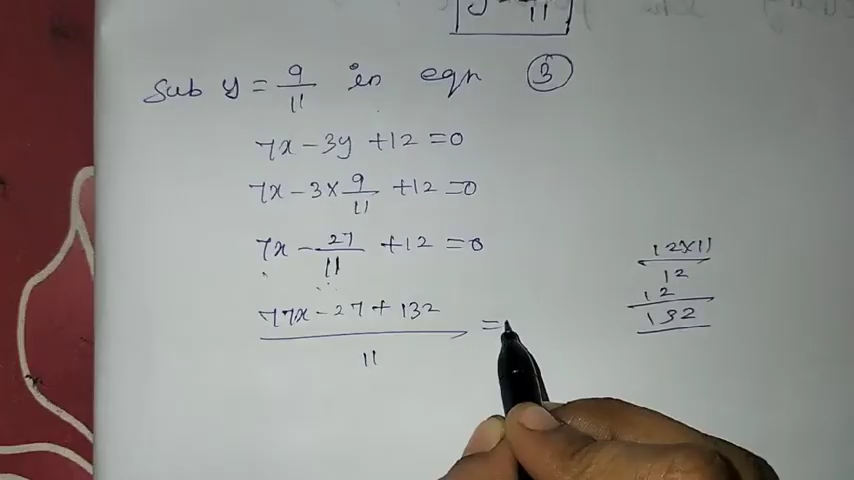 11
Sub y = 9/11 in eqn ③
7x - 3y + 12 = 0
7x - 3 × 9/11 + 12 = 0
7x - 27/11 + 12 = 0
77x - 27 + 132 / 11 =
12×11
12
12
132